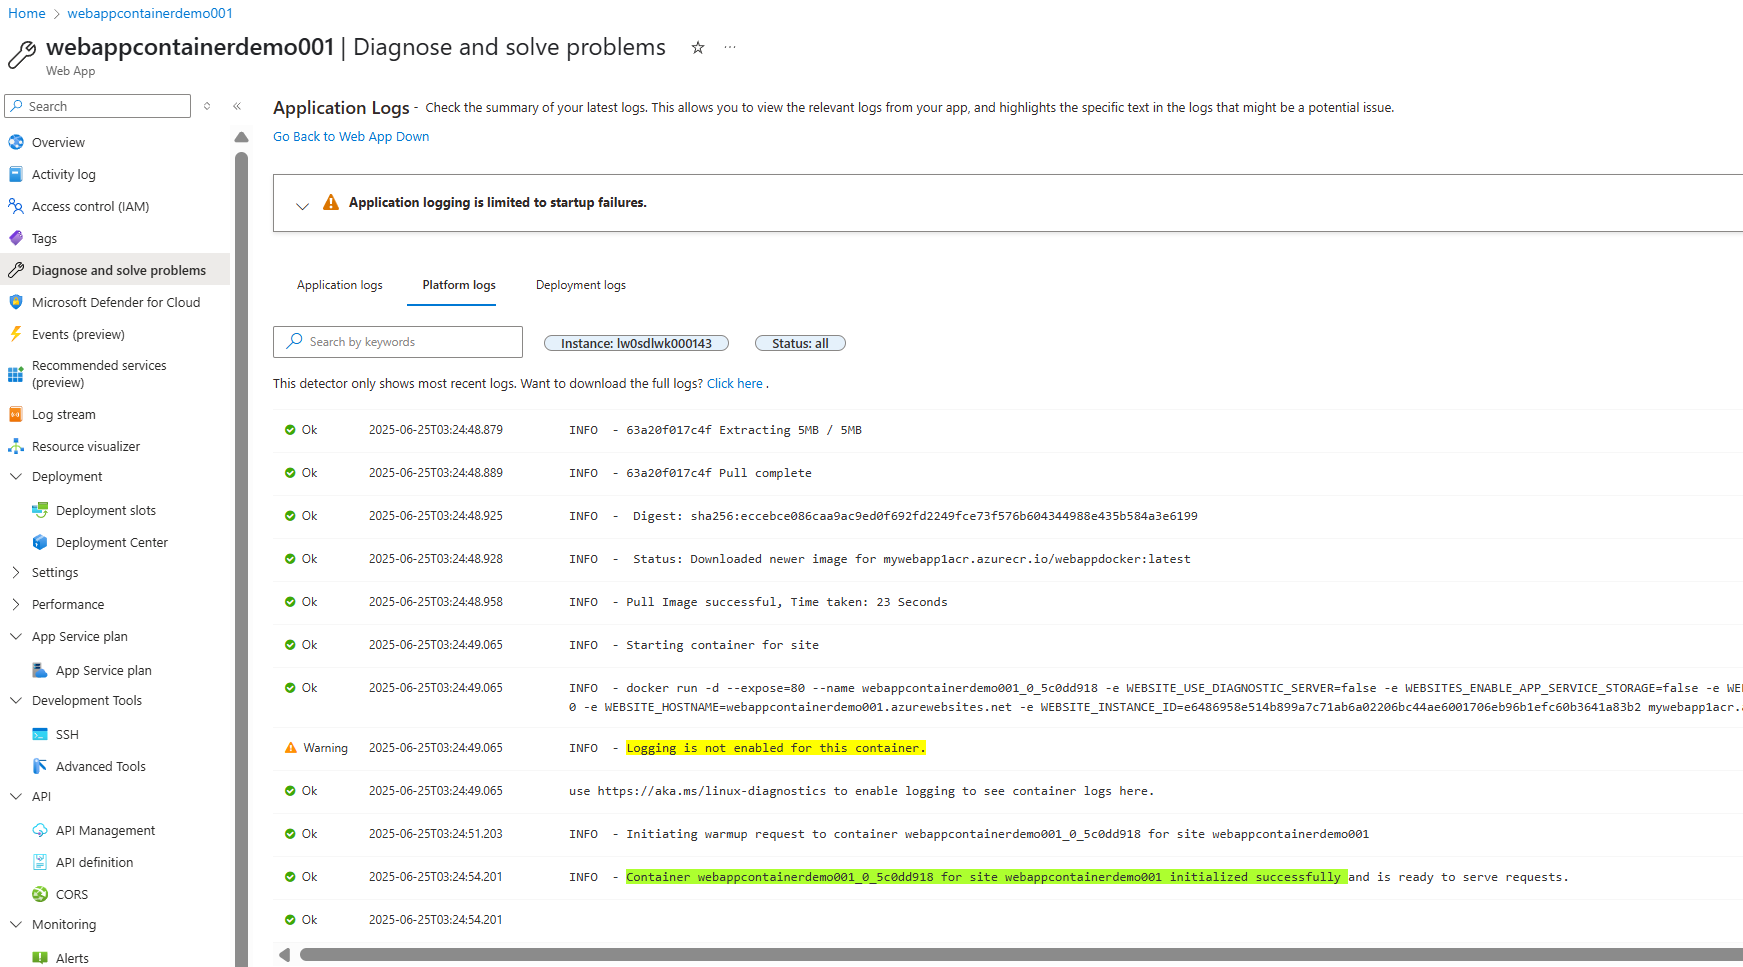 Home > webappcontainerdemo001
webappcontainerdemo001 | Diagnose and solve problems
Web App
Search
Overview
Activity log
Access control (IAM)
Tags
Diagnose and solve problems
Microsoft Defender for Cloud
Events (preview)
Recommended services
(preview)
Log stream
Resource visualizer
Deployment
Deployment slots
Deployment Center
Settings
Performance
App Service plan
App Service plan
Development Tools
SSH
Advanced Tools
API
API Management
API definition
CORS
Monitoring
Alerts
Application Logs - Check the summary of your latest logs. This allows you to view the relevant logs from your app, and highlights the specific text in the logs that might be a potential issue.
Go Back to Web App Down
Application logging is limited to startup failures.
Application logs Platform logs Deployment logs
Search by keywords Instance: lw0sdlwk000143 Status: all
This detector only shows most recent logs. Want to download the full logs? Click here .
Ok 2025-06-25T03:24:48.879 INFO - 63a20f017c4f Extracting 5MB / 5MB
Ok 2025-06-25T03:24:48.889 INFO - 63a20f017c4f Pull complete
Ok 2025-06-25T03:24:48.925 INFO - Digest: sha256:eccebce086caa9ac9ed0f692fd2249fce73f576b604344988e435b584a3e6199
Ok 2025-06-25T03:24:48.928 INFO - Status: Downloaded newer image for mywebapp1acr.azurecr.io/webappdocker:latest
Ok 2025-06-25T03:24:48.958 INFO - Pull Image successful, Time taken: 23 Seconds
Ok 2025-06-25T03:24:49.065 INFO - Starting container for site
Ok 2025-06-25T03:24:49.065 INFO - docker run -d --expose=80 --name webappcontainerdemo001_0_5c0dd918 -e WEBSITE_USE_DIAGNOSTIC_SERVER=false -e WEBSITES_ENABLE_APP_SERVICE_STORAGE=false -e WE
0 -e WEBSITE_HOSTNAME=webappcontainerdemo001.azurewebsites.net -e WEBSITE_INSTANCE_ID=e6486958e514b899a7c71ab6a02206bc44ae6001706eb96b1efc60b3641a83b2 mywebapp1acr.
Warning 2025-06-25T03:24:49.065 INFO - Logging is not enabled for this container.
Ok 2025-06-25T03:24:49.065 use https://aka.ms/linux-diagnostics to enable logging to see container logs here.
Ok 2025-06-25T03:24:51.203 INFO - Initiating warmup request to container webappcontainerdemo001_0_5c0dd918 for site webappcontainerdemo001
Ok 2025-06-25T03:24:54.201 INFO - Container webappcontainerdemo001_0_5c0dd918 for site webappcontainerdemo001 initialized successfully and is ready to serve requests.
Ok 2025-06-25T03:24:54.201